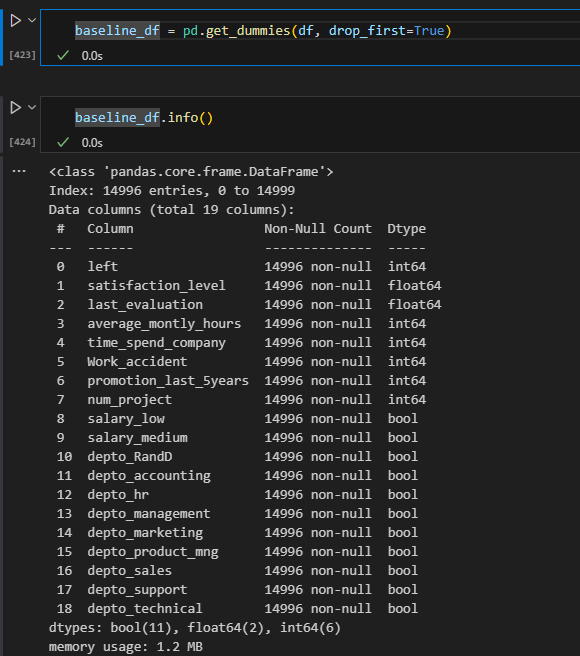 baseline_df = pd.get_dummies(df, drop_first=True)
[423] 0.0s
baseline_df.info()
[424] 0.0s
... <class 'pandas.core.frame.DataFrame'>
Index: 14996 entries, 0 to 14999
Data columns (total 19 columns):
 #   Column                 Non-Null Count  Dtype
---  ------                 --------------  -----
 0   left                   14996 non-null  int64
 1   satisfaction_level     14996 non-null  float64
 2   last_evaluation        14996 non-null  float64
 3   average_montly_hours   14996 non-null  int64
 4   time_spend_company     14996 non-null  int64
 5   Work_accident          14996 non-null  int64
 6   promotion_last_5years  14996 non-null  int64
 7   num_project            14996 non-null  int64
 8   salary_low             14996 non-null  bool
 9   salary_medium          14996 non-null  bool
 10  depto_RandD            14996 non-null  bool
 11  depto_accounting       14996 non-null  bool
 12  depto_hr               14996 non-null  bool
 13  depto_management       14996 non-null  bool
 14  depto_marketing        14996 non-null  bool
 15  depto_product_mng      14996 non-null  bool
 16  depto_sales            14996 non-null  bool
 17  depto_support          14996 non-null  bool
 18  depto_technical        14996 non-null  bool
dtypes: bool(11), float64(2), int64(6)
memory usage: 1.2 MB